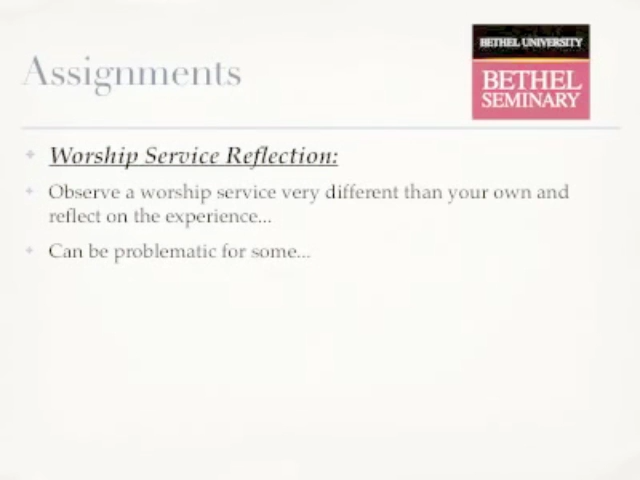 Assignments
BETHEL UNIVERSITY
BETHEL
SEMINARY
Worship Service Reflection:
Observe a worship service very different than your own and
reflect on the experience...
Can be problematic for some...